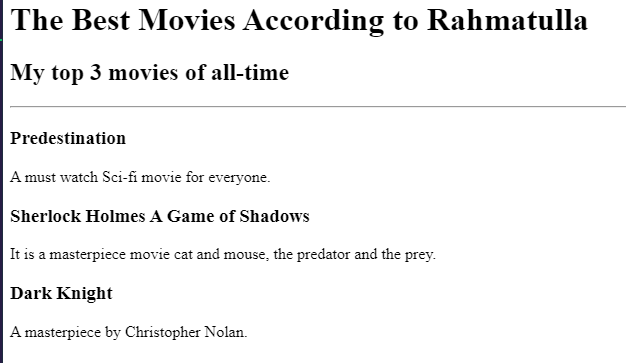 The Best Movies According to Rahmatulla
My top 3 movies of all-time
Predestination
A must watch Sci-fi movie for everyone.
Sherlock Holmes A Game of Shadows
It is a masterpiece movie cat and mouse, the predator and the prey.
Dark Knight
A masterpiece by Christopher Nolan.